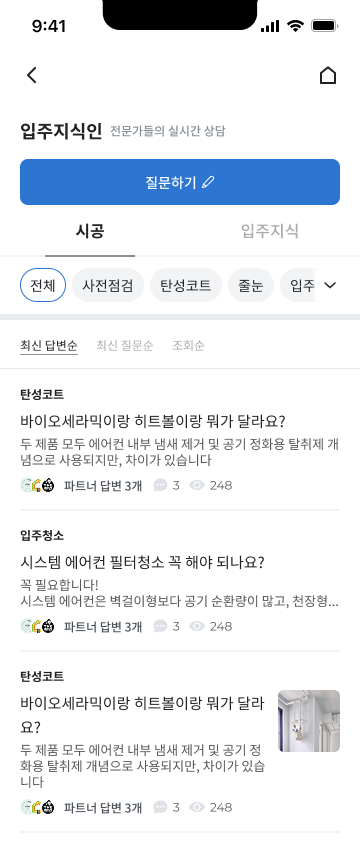 9:41
입주지식인 전문가들의 실시간 상담
질문하기
시공 입주지식
전체 사전점검 탄성코트 줄눈 입주
최신 답변순 최신 질문순 조회순
탄성코트
바이오세라믹이랑 히트볼이랑 뭐가 달라요?
두 제품 모두 에어컨 내부 냄새 제거 및 공기 정화용 탈취제 개
념으로 사용되지만, 차이가 있습니다
파트너 답변 3개 3 248
입주청소
시스템 에어컨 필터청소 꼭 해야 되나요?
꼭 필요합니다!
시스템 에어컨은 벽걸이형보다 공기 순환량이 많고, 천장형...
파트너 답변 3개 3 248
탄성코트
바이오세라믹이랑 히트볼이랑 뭐가 달라
요?
두 제품 모두 에어컨 내부 냄새 제거 및 공기 정
화용 탈취제 개념으로 사용되지만, 차이가 있습
니다
파트너 답변 3개 3 248